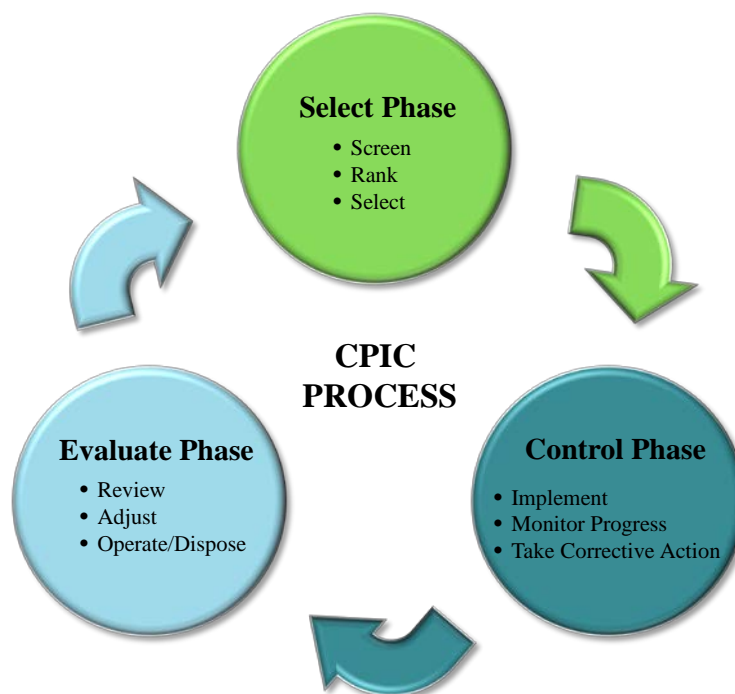 Select Phase
• Screen
• Rank
• Select
CPIC
PROCESS
Evaluate Phase
• Review
• Adjust
• Operate/Dispose
Control Phase
• Implement
• Monitor Progress
• Take Corrective Action